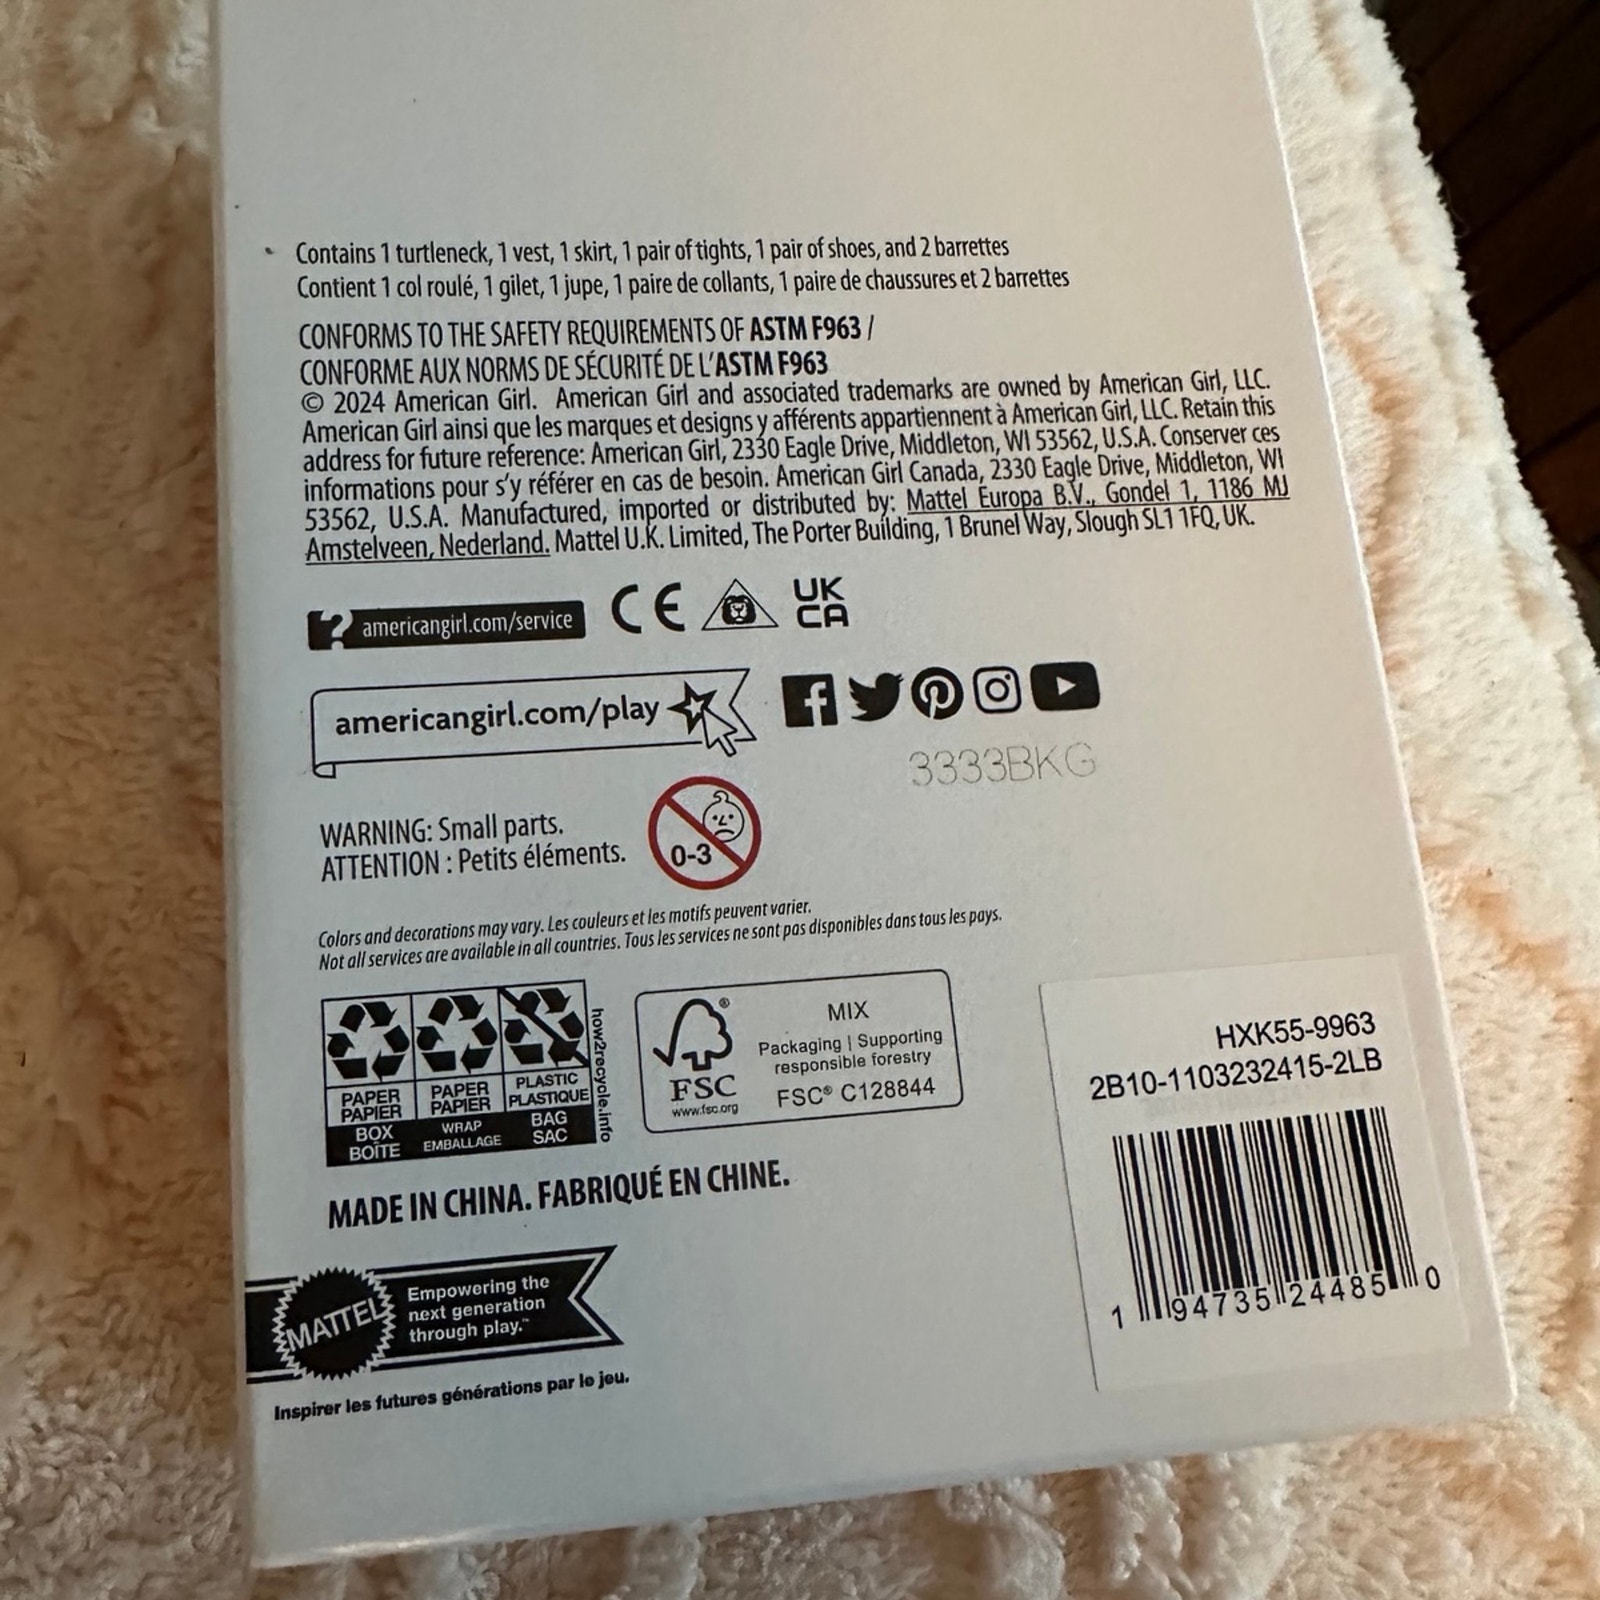 Contains 1 turtleneck, 1 vest, 1 skirt, 1 pair of tights, 1 pair of shoes, and 2 barrettes
Contient 1 col roulé, 1 gilet, 1 jupe, 1 paire de collants, 1 paire de chaussures et 2 barrettes
CONFORMS TO THE SAFETY REQUIREMENTS OF ASTM F963 /
CONFORME AUX NORMS DE SÉCURITÉ DE L'ASTM F963
© 2024 American Girl. American Girl and associated trademarks are owned by American Girl, LLC.
American Girl ainsi que les marques et designs y afférents appartiennent à American Girl, LLC. Retain this
address for future reference: American Girl, 2330 Eagle Drive, Middleton, WI 53562, U.S.A. Conserver ces
informations pour s'y référer en cas de besoin. American Girl Canada, 2330 Eagle Drive, Middleton, WI
53562, U.S.A. Manufactured, imported or distributed by: Mattel Europa B.V., Gondel 1, 1186 MJ
Amstelveen, Nederland. Mattel U.K. Limited, The Porter Building, 1 Brunel Way, Slough SL1 1FQ, UK.
? americangirl.com/service CE UK
CA
americangirl.com/play
3333BKG
WARNING: Small parts.
ATTENTION : Petits éléments.
0-3
Colors and decorations may vary. Les couleurs et les motifs peuvent varier.
Not all services are available in all countries. Tous les services ne sont pas disponibles dans tous les pays.
PAPER PAPER PLASTIC
PAPIER PAPIER PLASTIQUE
BOX WRAP BAG
BOÎTE EMBALLAGE SAC
how2recycle.info
FSC®
www.fsc.org
MIX
Packaging | Supporting
responsible forestry
FSC® C128844
HXK55-9963
2B10-1103232415-2LB
1 94735 24485 0
MADE IN CHINA. FABRIQUÉ EN CHINE.
MATTEL
Empowering the
next generation
through play.™
Inspirer les futures générations par le jeu.